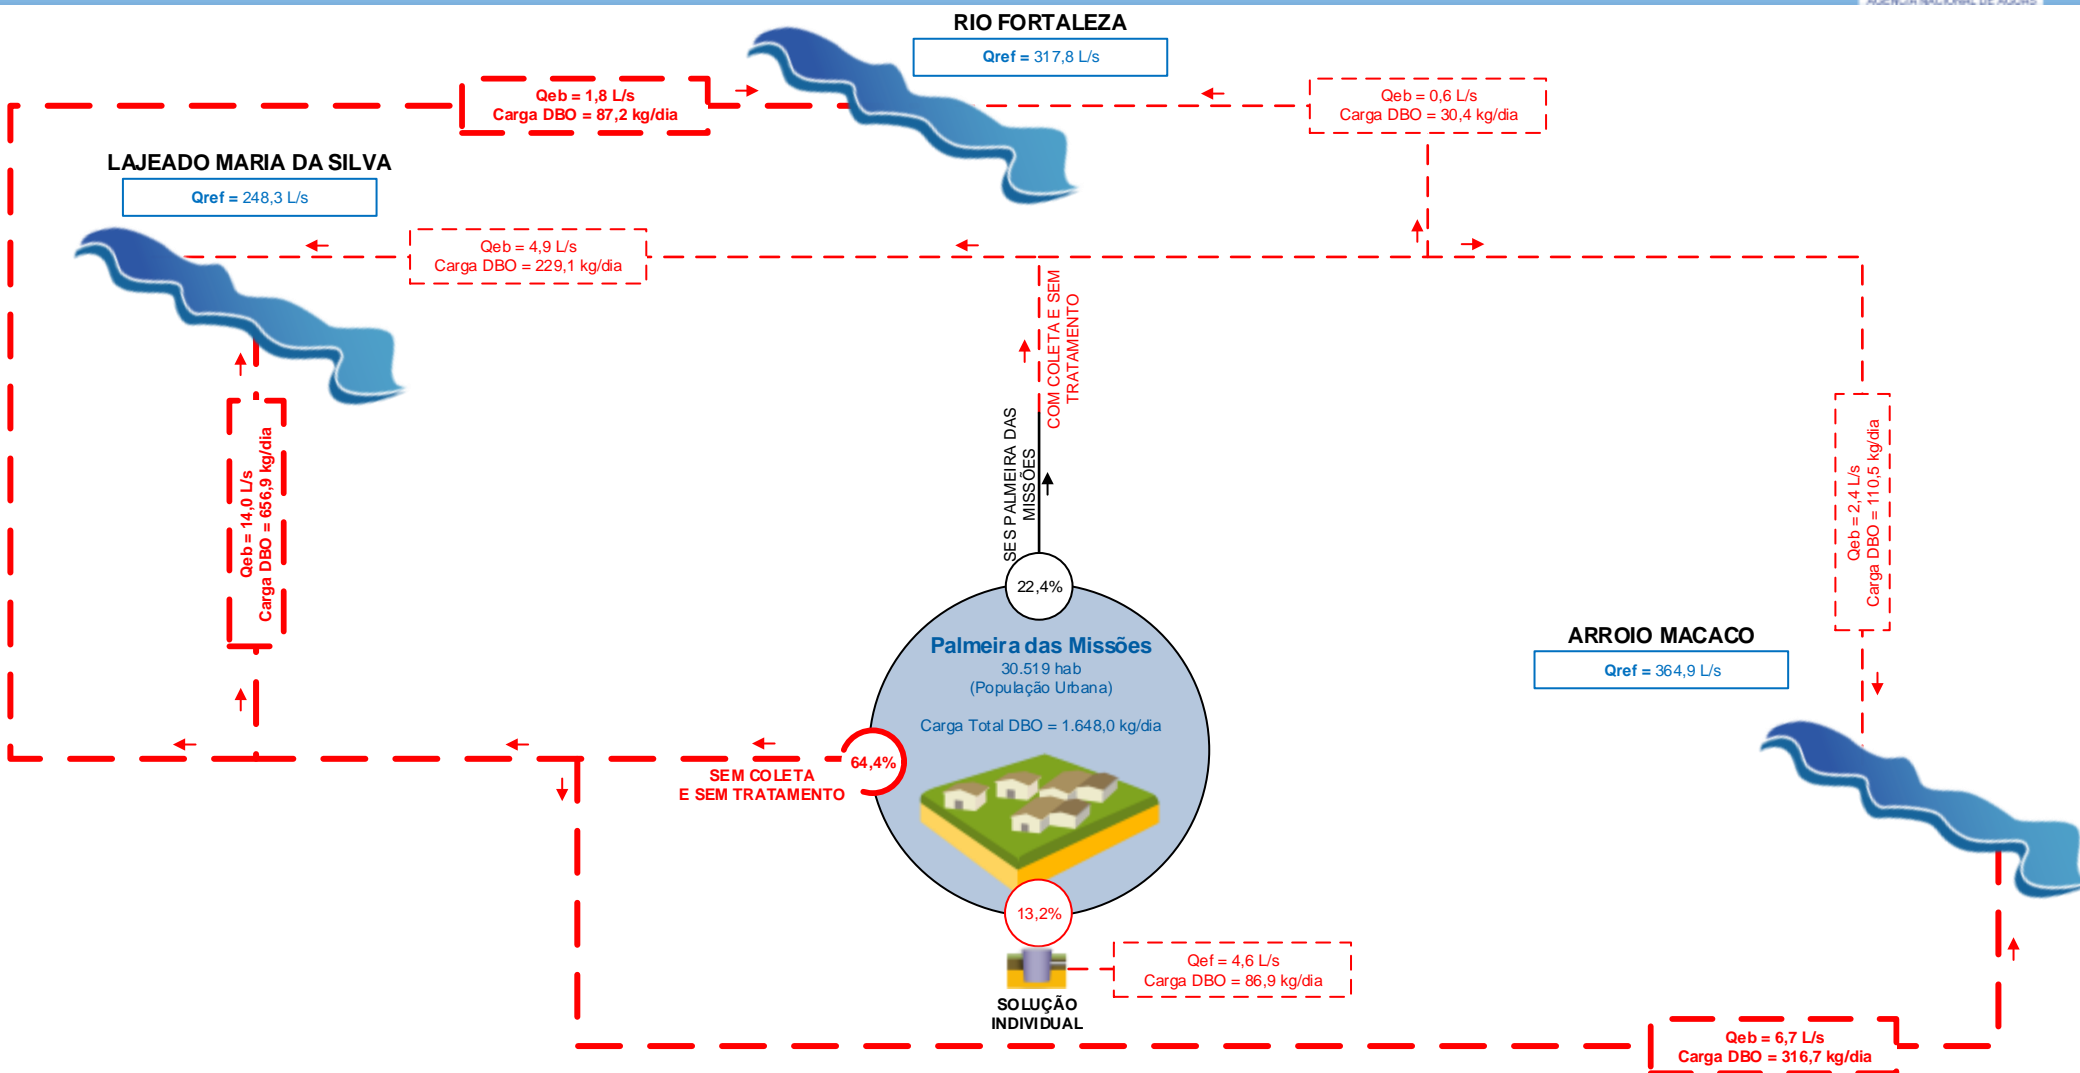 AGÊNCIA NACIONAL DE ÁGUAS
RIO FORTALEZA
Qref = 317,8 L/s
Qeb = 1,8 L/s
Carga DBO = 87,2 kg/dia
Qeb = 0,6 L/s
Carga DBO = 30,4 kg/dia
LAJEADO MARIA DA SILVA
Qref = 248,3 L/s
Qeb = 4,9 L/s
Carga DBO = 229,1 kg/dia
COM COLETA E SEM
TRATAMENTO
SES PALMEIRA DAS
MISSÕES
Qeb = 14,0 L/s
Carga DBO = 656,9 kg/dia
Qeb = 2,4 L/s
Carga DBO = 110,5 kg/dia
22,4%
Palmeira das Missões
30.519 hab
(População Urbana)
Carga Total DBO = 1.648,0 kg/dia
ARROIO MACACO
Qref = 364,9 L/s
64,4%
SEM COLETA
E SEM TRATAMENTO
13,2%
Qef = 4,6 L/s
Carga DBO = 86,9 kg/dia
SOLUÇÃO
INDIVIDUAL
Qeb = 6,7 L/s
Carga DBO = 316,7 kg/dia